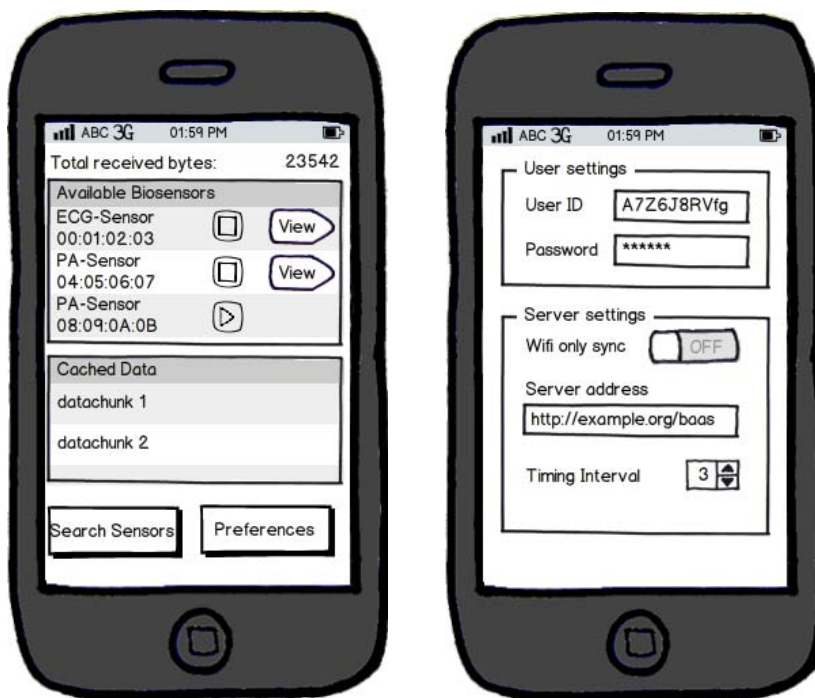 ABC 3G 01:59 PM
Total received bytes: 23542
Available Biosensors
ECG-Sensor
00:01:02:03
View
PA-Sensor
04:05:06:07
View
PA-Sensor
08:09:0A:0B
Cached Data
datachunk 1
datachunk 2
Search Sensors
Preferences
ABC 3G 01:59 PM
User settings
User ID A7Z6J8RVfg
Password ******
Server settings
Wifi only sync OFF
Server address
http://example.org/baas
Timing Interval 3